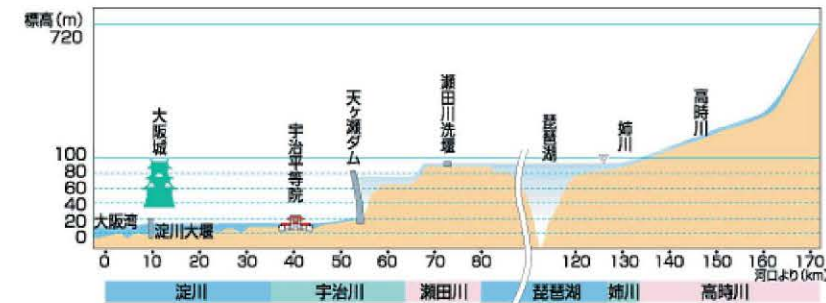 標高(m)
720
100
80
60
40
20
0
大阪湾
大阪城
淀川大堰
宇治平等院
天ヶ瀬ダム
瀬田川洗堰
琵琶湖
姉川
高時川
0 10 20 30 40 50 60 70 80 120 130 140 150 160 170
河口より(km)
淀川 宇治川 瀬田川 琵琶湖 姉川 高時川